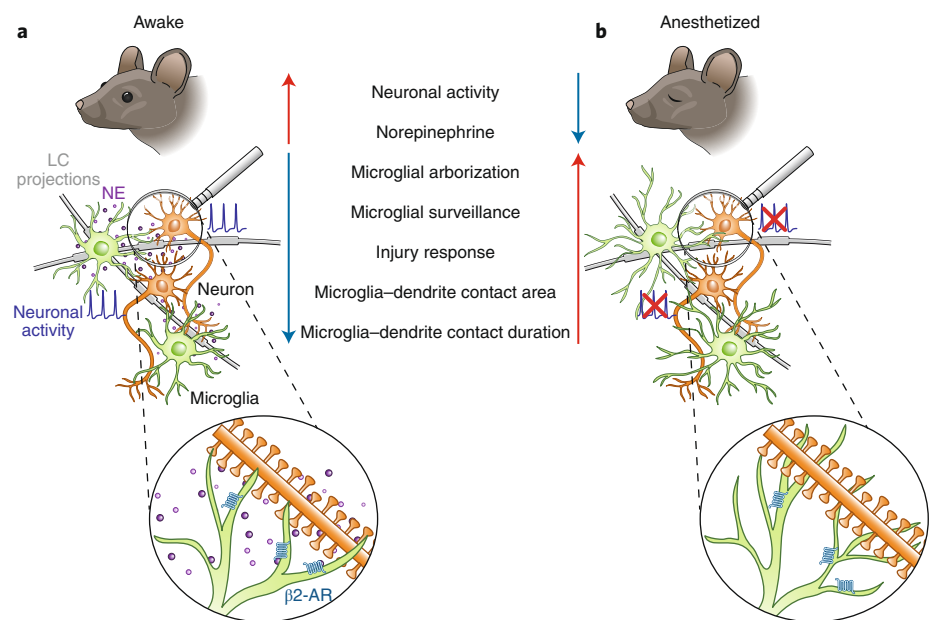 a
Awake
b
Anesthetized
Neuronal activity
Norepinephrine
Microglial arborization
Microglial surveillance
Injury response
Microglia–dendrite contact area
Microglia–dendrite contact duration
LC
projections
NE
Neuron
Neuronal
activity
Microglia
β2-AR